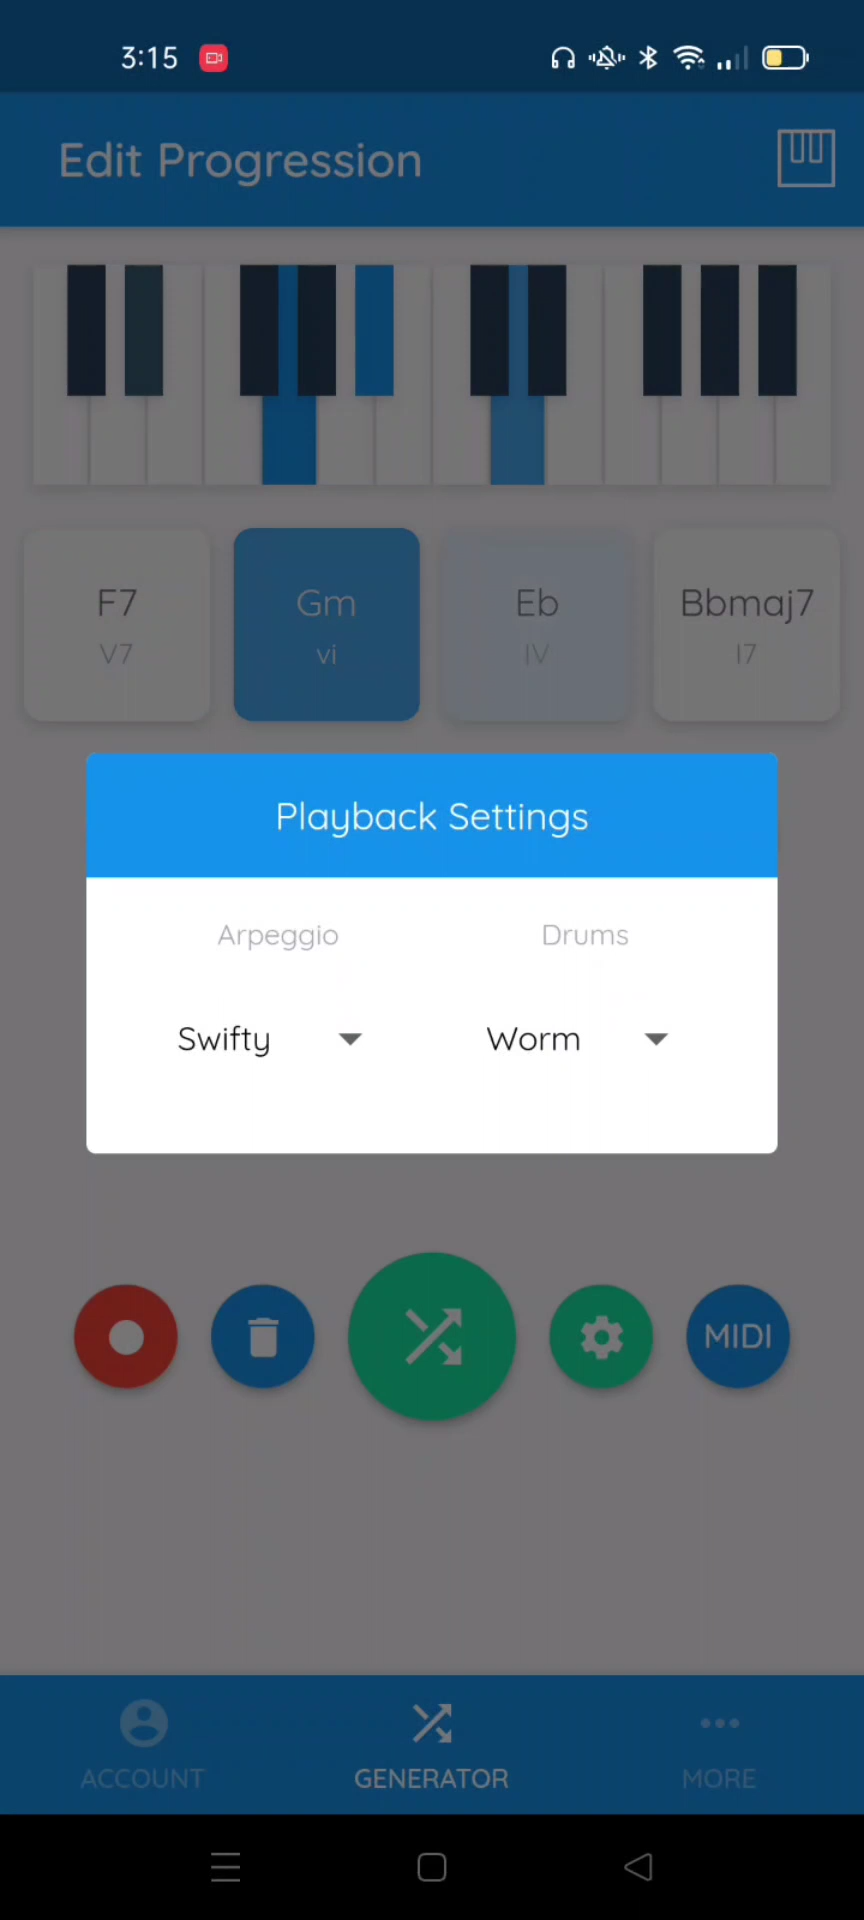 3:15
Edit Progression
F7 Gm Eb Bbmaj7
V7 vi IV I7
Playback Settings
Arpeggio Drums
Swifty Worm
MIDI
ACCOUNT GENERATOR MORE